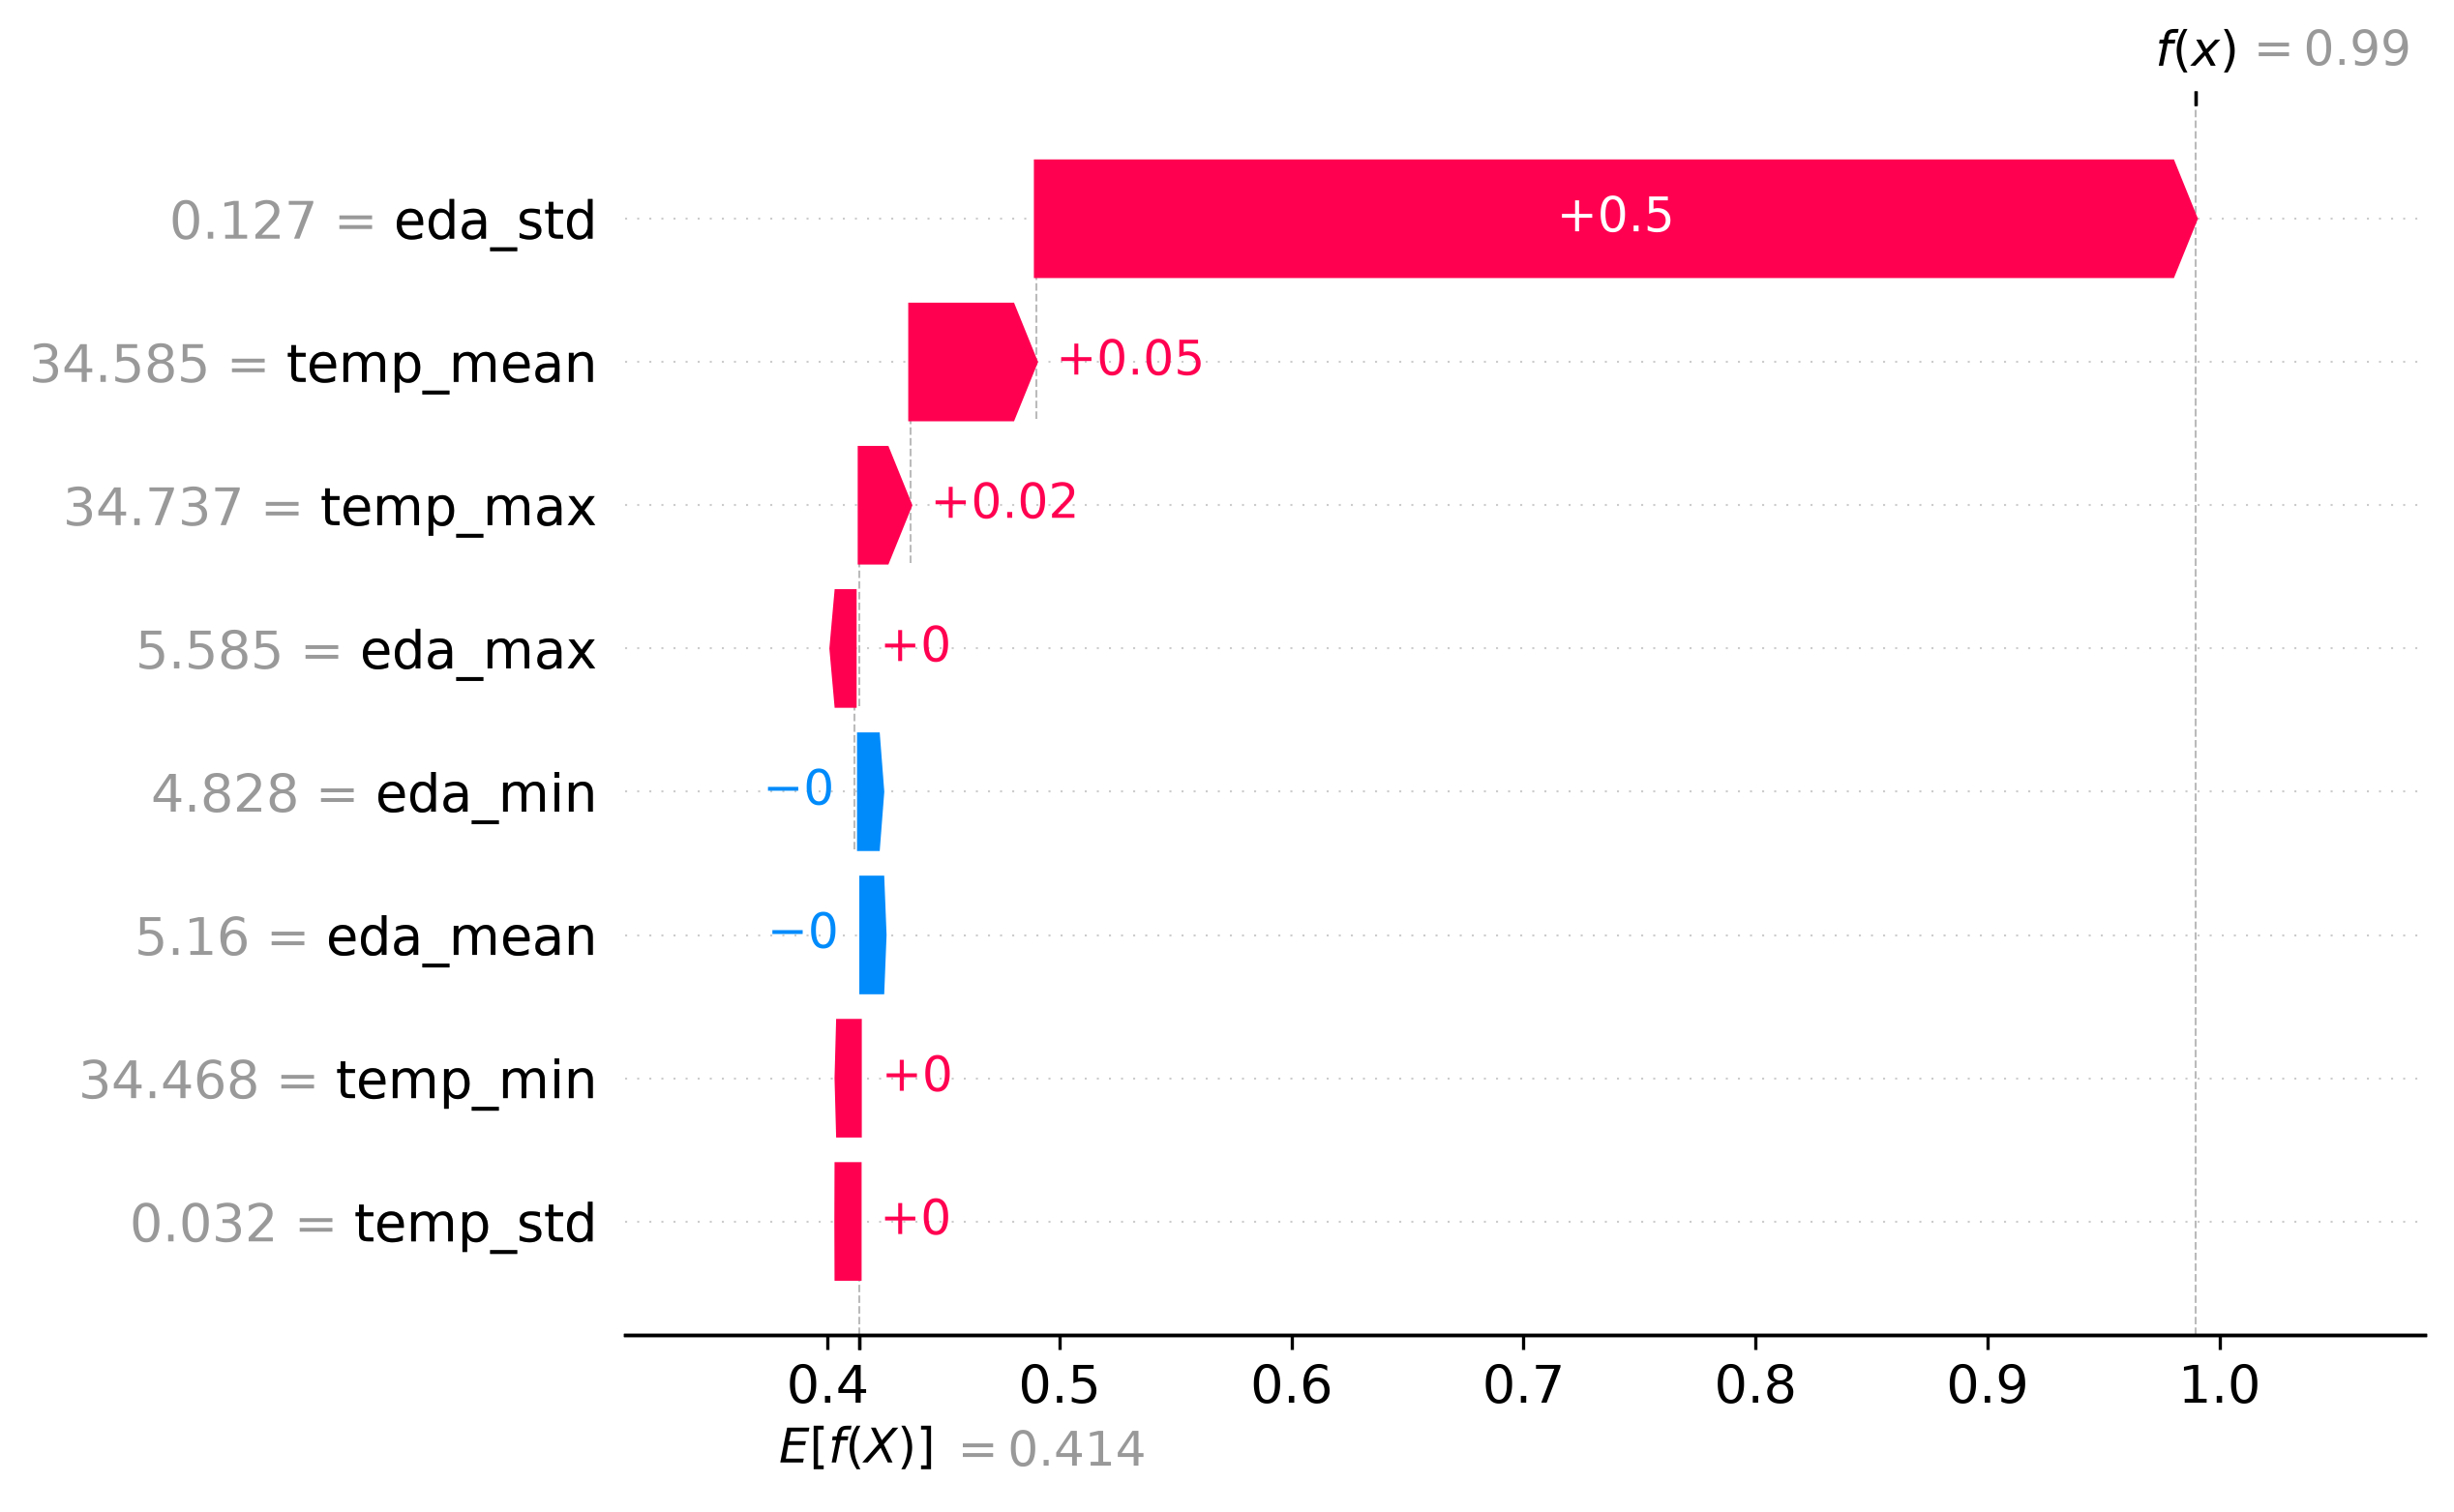 f(x) = 0.99
0.127 = eda_std +0.5
34.585 = temp_mean +0.05
34.737 = temp_max +0.02
5.585 = eda_max +0
4.828 = eda_min −0
5.16 = eda_mean −0
34.468 = temp_min +0
0.032 = temp_std +0
0.4 0.5 0.6 0.7 0.8 0.9 1.0
E[f(X)] = 0.414